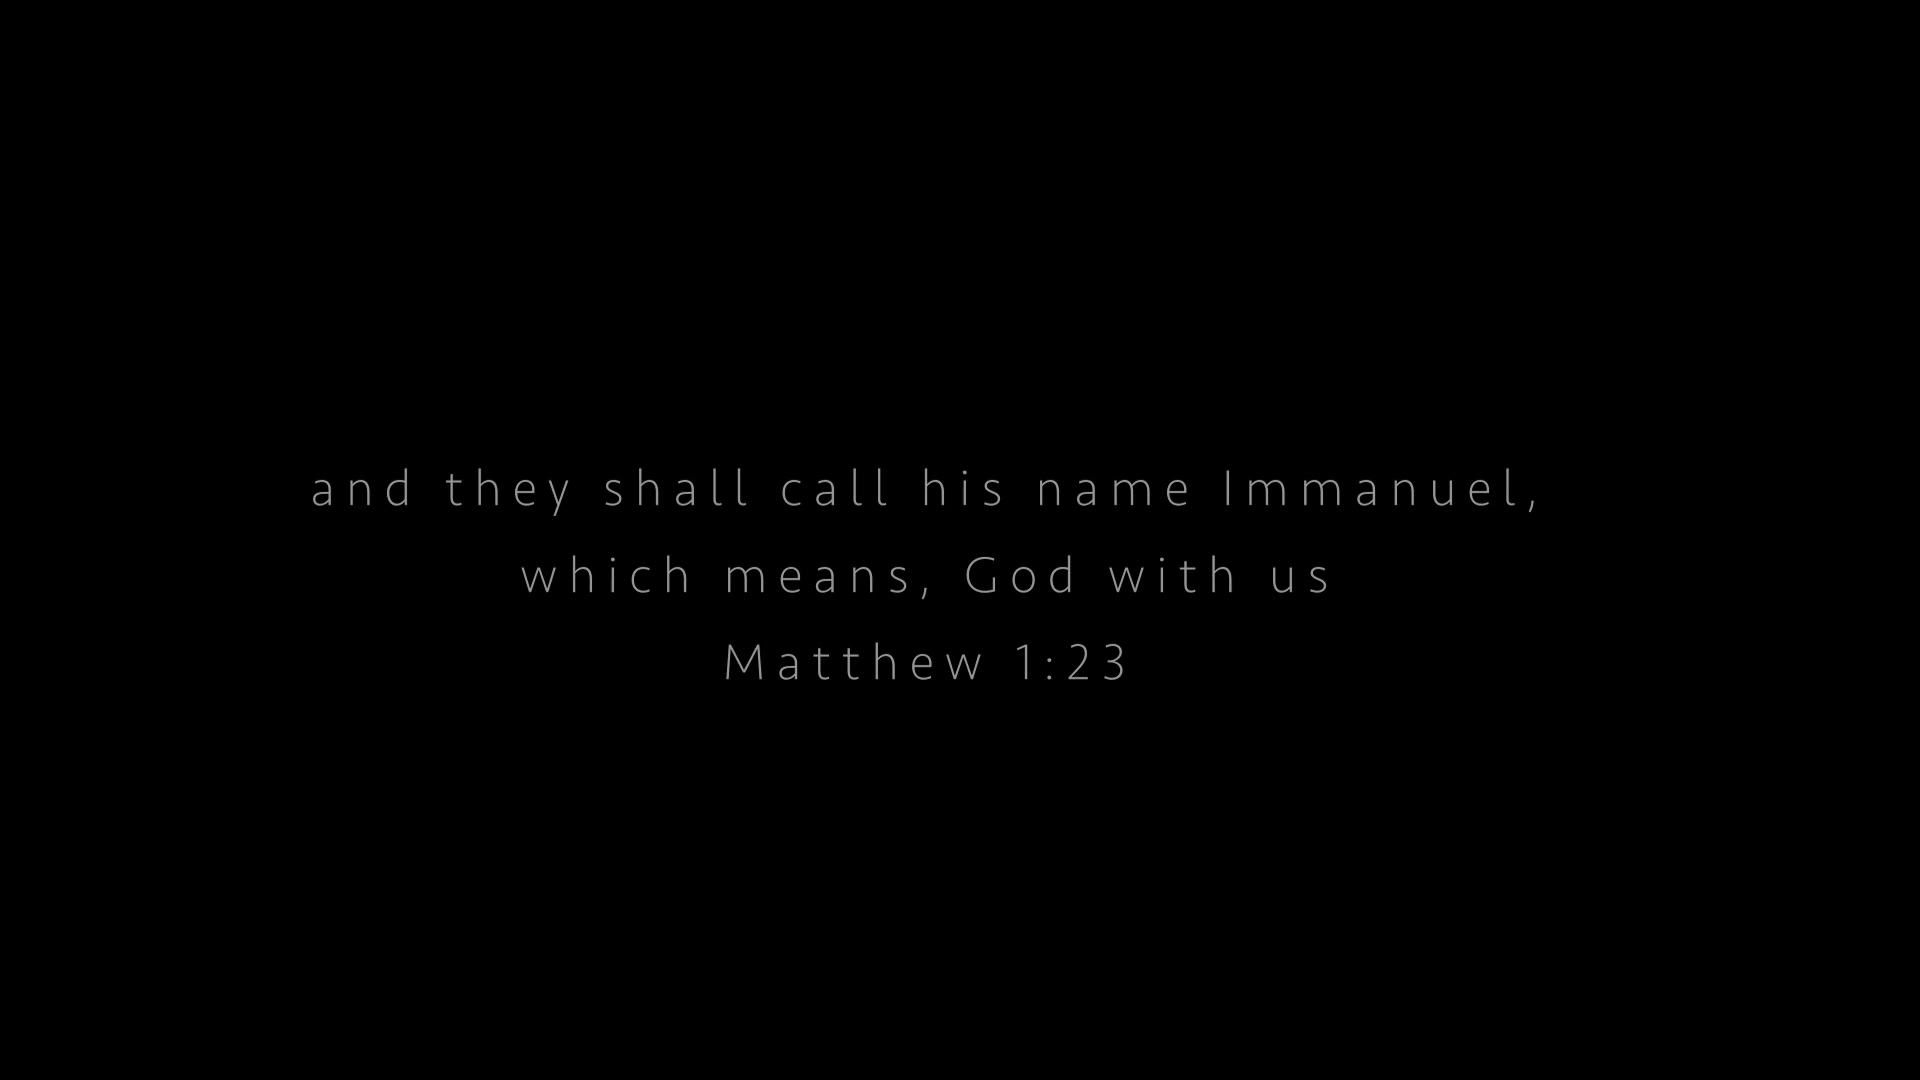 and they shall call his name Immanuel,
which means, God with us
Matthew 1:23